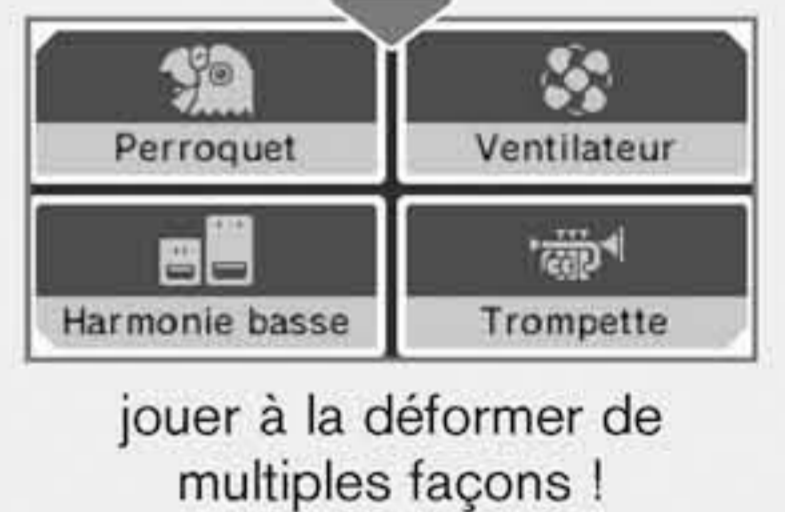 Perroquet
Ventilateur
Harmonie basse
Trompette
jouer à la déformer de
multiples façons !